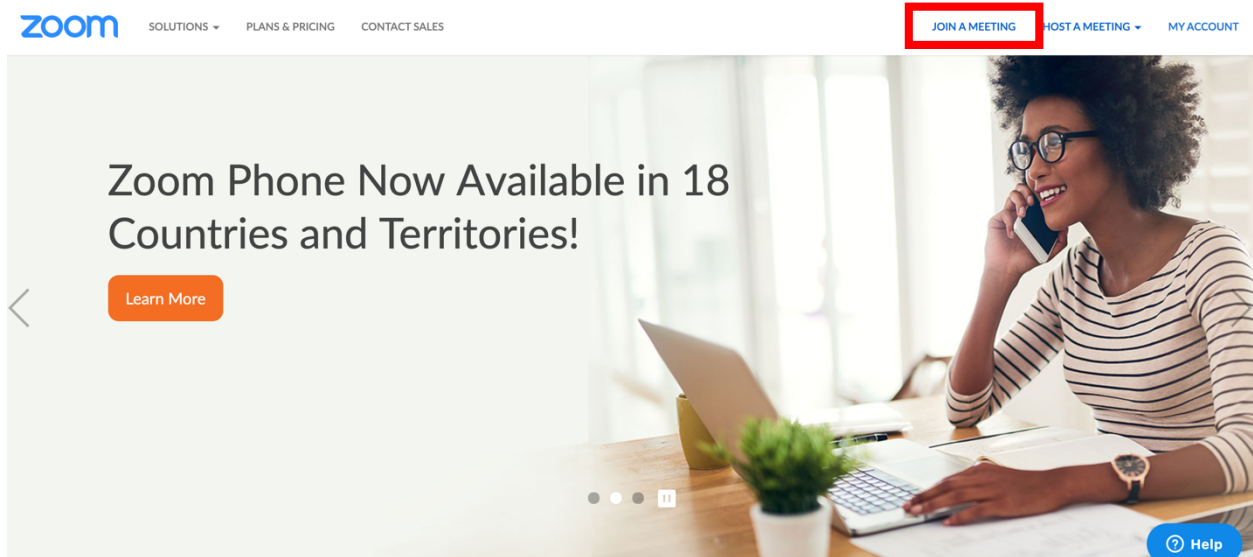 zoom
SOLUTIONS PLANS & PRICING CONTACT SALES JOIN A MEETING HOST A MEETING MY ACCOUNT
Zoom Phone Now Available in 18
Countries and Territories!
Learn More
Help